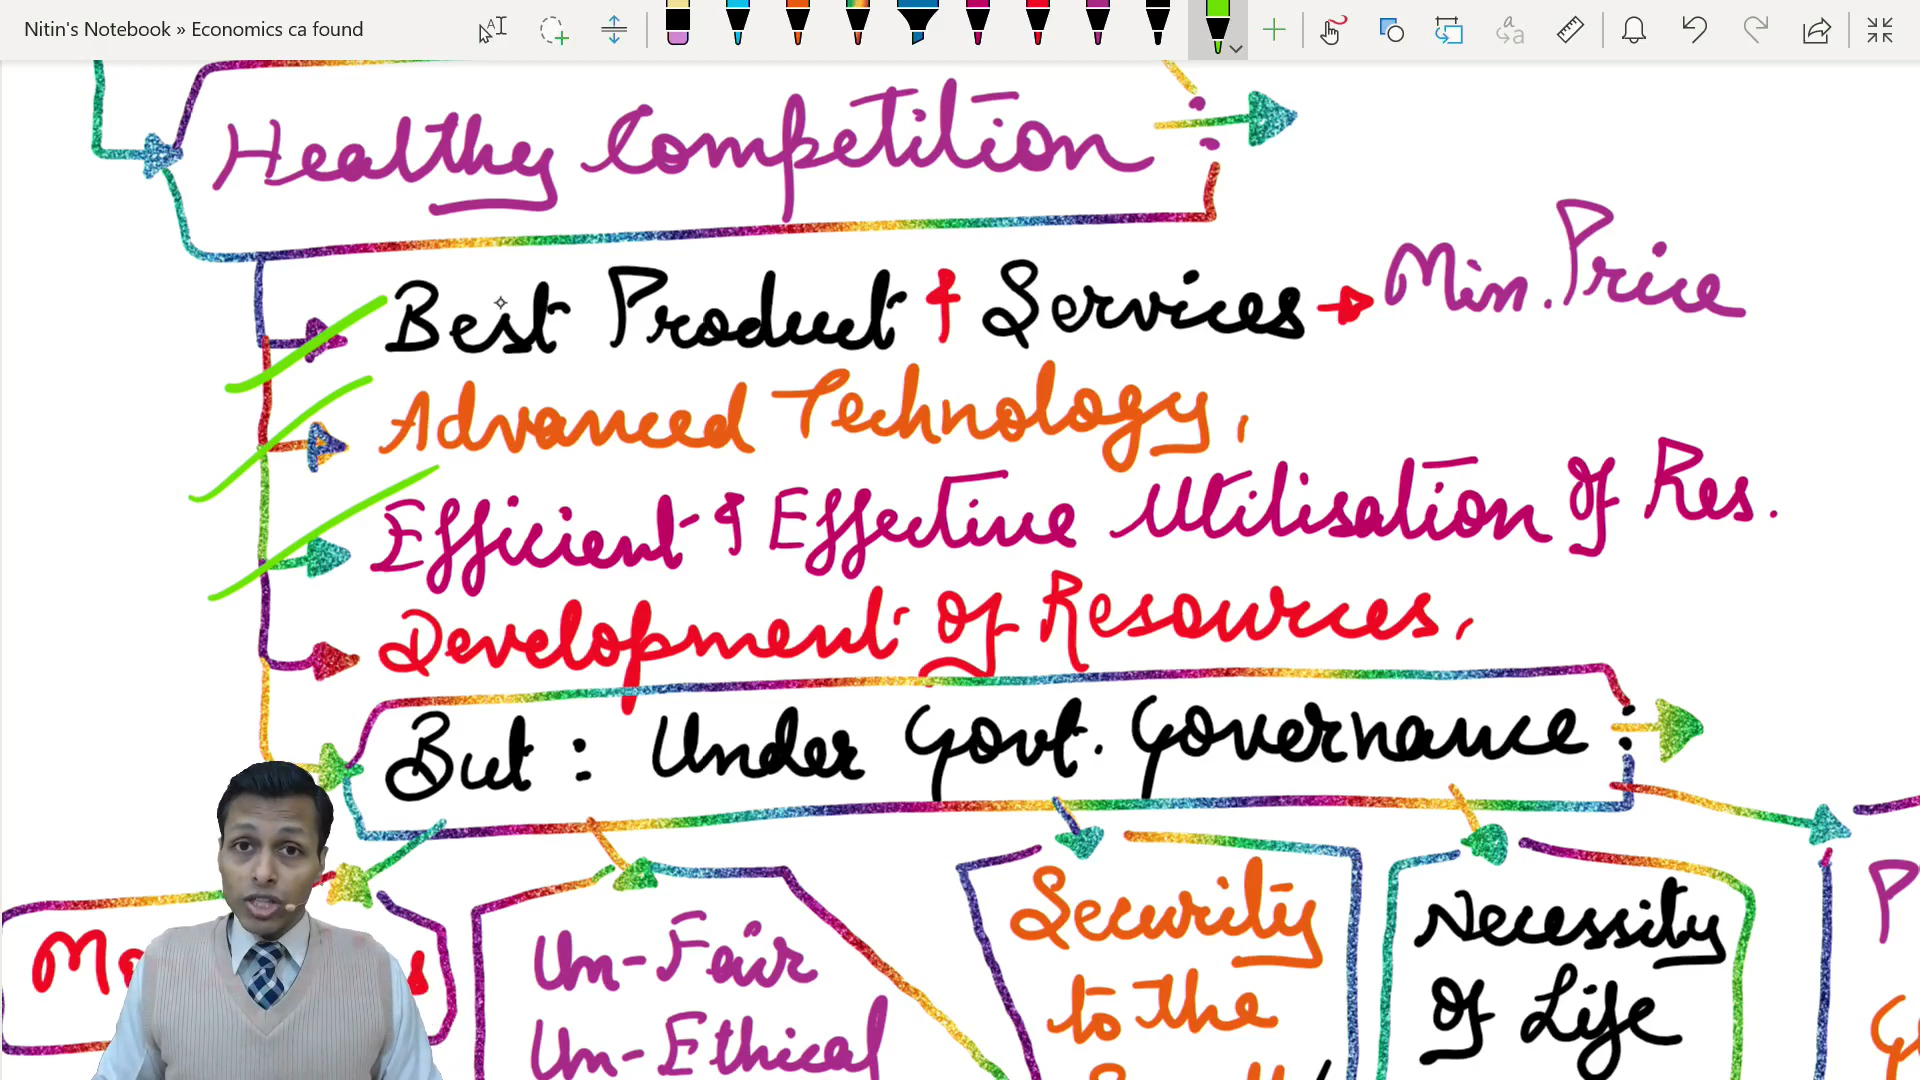 Nitin's Notebook » Economics ca found
Healthy Competition :
Best Product & Services → Min. Price
Advanced Technology,
Efficient & Effective Utilisation Of Res.
Development of Resources,
But : Under Govt. Governance :
Un-Fair
Un-Ethical
Security
to the
Necessity
Of Life